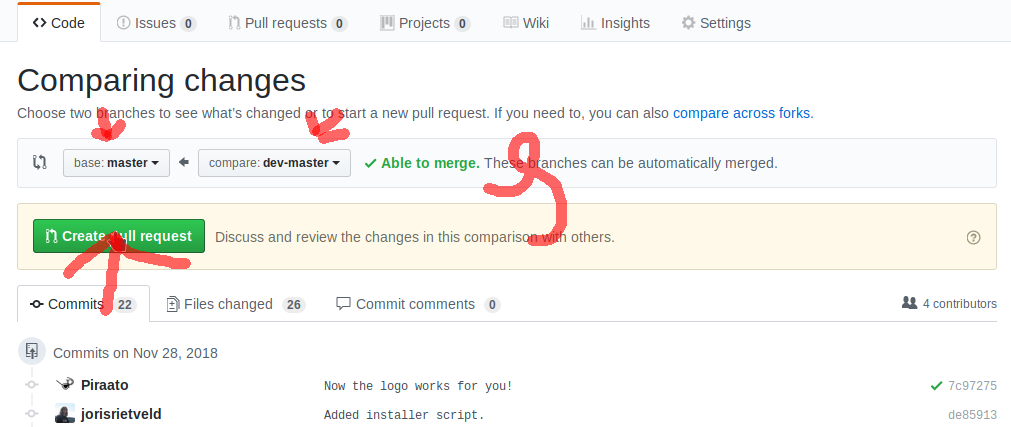 Code Issues 0 Pull requests 0 Projects 0 Wiki Insights Settings
Comparing changes
Choose two branches to see what's changed or to start a new pull request. If you need to, you can also compare across forks.
base: master compare: dev-master Able to merge. These branches can be automatically merged.
Create pull request Discuss and review the changes in this comparison with others.
Commits 22 Files changed 26 Commit comments 0 4 contributors
Commits on Nov 28, 2018
Piraato Now the logo works for you! 7c97275
jorisrietveld Added installer script. de85913